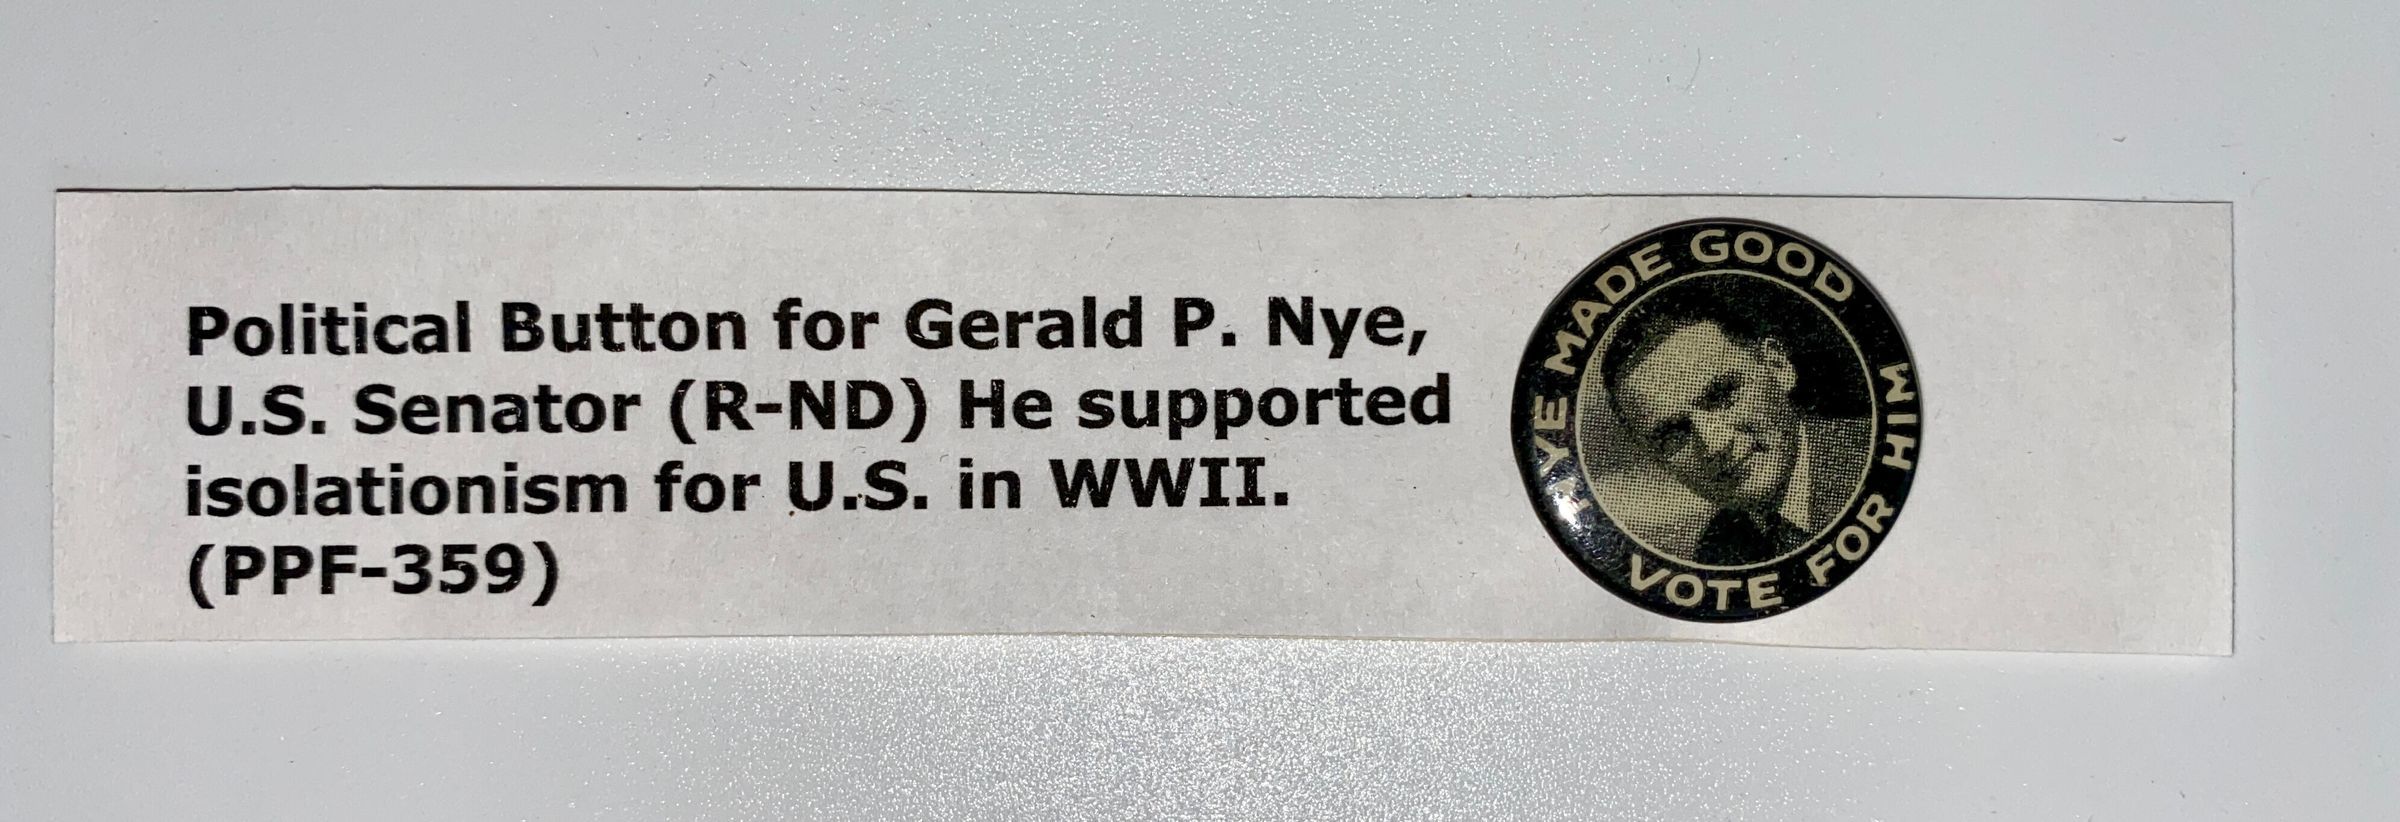 Political Button for Gerald P. Nye,
U.S. Senator (R-ND) He supported
isolationism for U.S. in WWII.
(PPF-359)
NYE MADE GOOD
VOTE FOR HIM